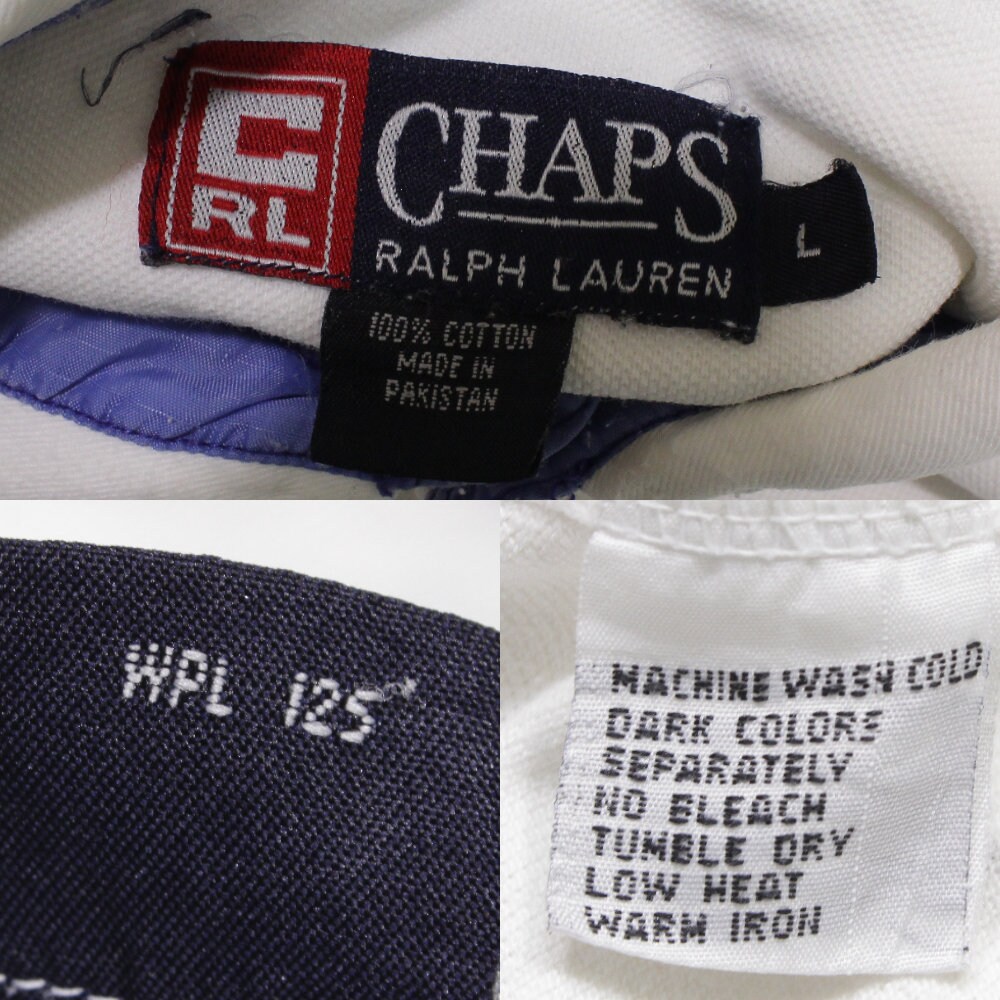 C
RL
CHAPS
RALPH LAUREN
L
100% COTTON
MADE IN
PAKISTAN
WPL 125
MACHINE WASH COLD
DARK COLORS
SEPARATELY
NO BLEACH
TUMBLE DRY
LOW HEAT
WARM IRON